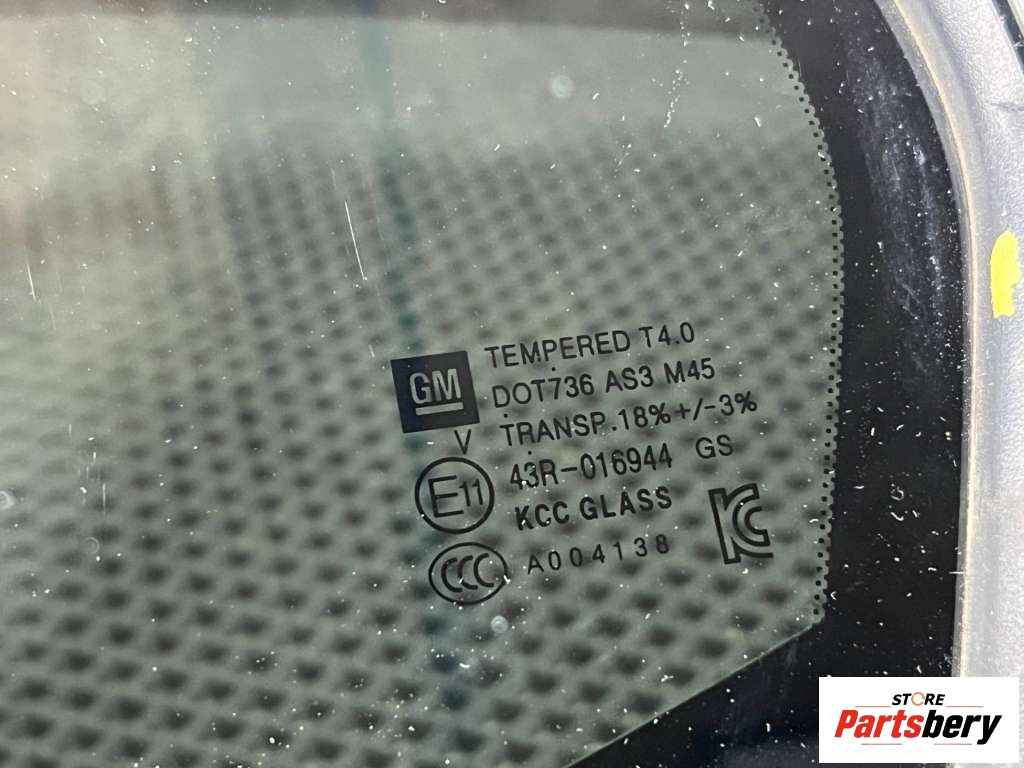 GM
TEMPERED T4.0
DOT736 AS3 M45
V TRANSP.18%+/-3%
E11 43R-016944 GS
KCC GLASS
CCC A004138 KC
STORE
Partsbery